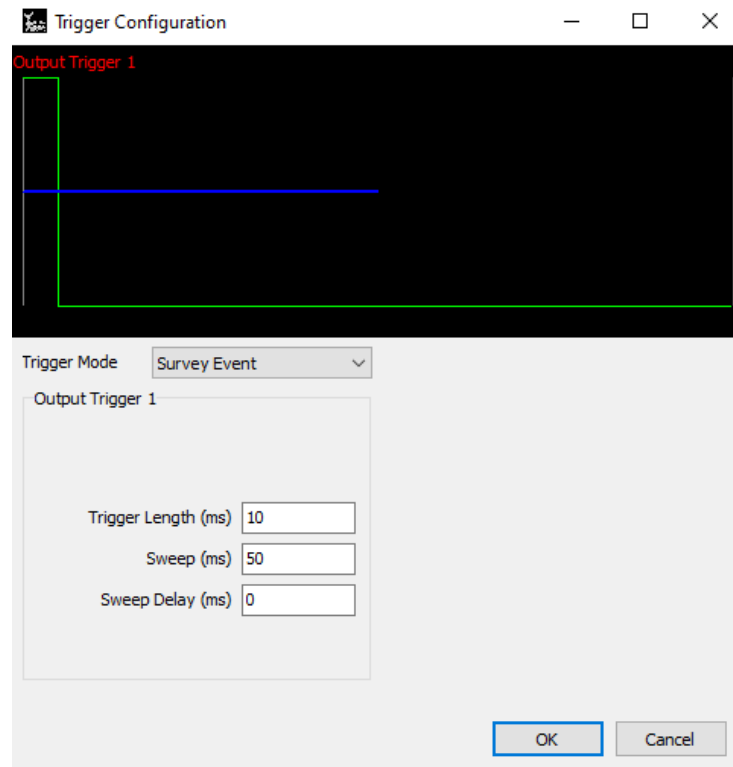 Trigger Configuration
Output Trigger 1
Trigger Mode Survey Event
Output Trigger 1
Trigger Length (ms) 10
Sweep (ms) 50
Sweep Delay (ms) 0
OK Cancel